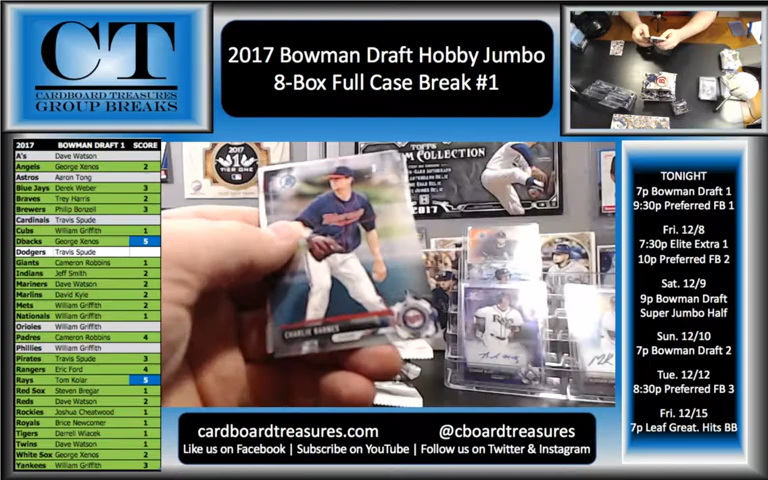 CT
CARDBOARD TREASURES
GROUP BREAKS
2017 Bowman Draft Hobby Jumbo
8-Box Full Case Break #1
2017 BOWMAN DRAFT 1 SCORE
A's Dave Watson
Angels George Xenos 2
Astros Aaron Tong
Blue Jays Derek Weber 3
Braves Trey Harris 2
Brewers Philip Bonzell 3
Cardinals Travis Spude
Cubs William Griffith 1
Dbacks George Xenos 5
Dodgers Travis Spude
Giants Cameron Robbins 1
Indians Jeff Smith 2
Mariners Dave Watson 2
Marlins David Kyle 2
Mets William Griffith 2
Nationals William Griffith 1
Orioles William Griffith
Padres Cameron Robbins 4
Phillies William Griffith
Pirates Travis Spude 3
Rangers Eric Ford 4
Rays Tom Kolar 5
Red Sox Steven Bregar 1
Reds Dave Watson 2
Rockies Joshua Cheatwood 1
Royals Brice Newcomer 1
Tigers Darrell Wiacek 1
Twins Dave Watson 1
White Sox George Xenos 2
Yankees William Griffith 3
2017
TIER ONE
TOPPS
M COLLECTION
2017
CHARLIE BARNES
Rays
TONIGHT
7p Bowman Draft 1
9:30p Preferred FB 1
Fri. 12/8
7:30p Elite Extra 1
10p Preferred FB 2
Sat. 12/9
9p Bowman Draft
Super Jumbo Half
Sun. 12/10
7p Bowman Draft 2
Tue. 12/12
8:30p Preferred FB 3
Fri. 12/15
7p Leaf Great. Hits BB
cardboardtreasures.com @cboardtreasures
Like us on Facebook | Subscribe on YouTube | Follow us on Twitter & Instagram